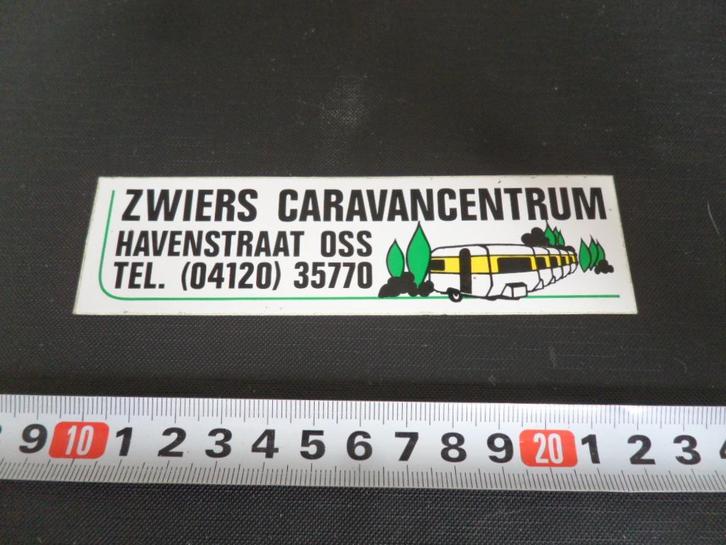 ZWIERS CARAVANCENTRUM
HAVENSTRAAT OSS
TEL. (04120) 35770
9 10 1 2 3 4 5 6 7 8 9 20 1 2 3 4